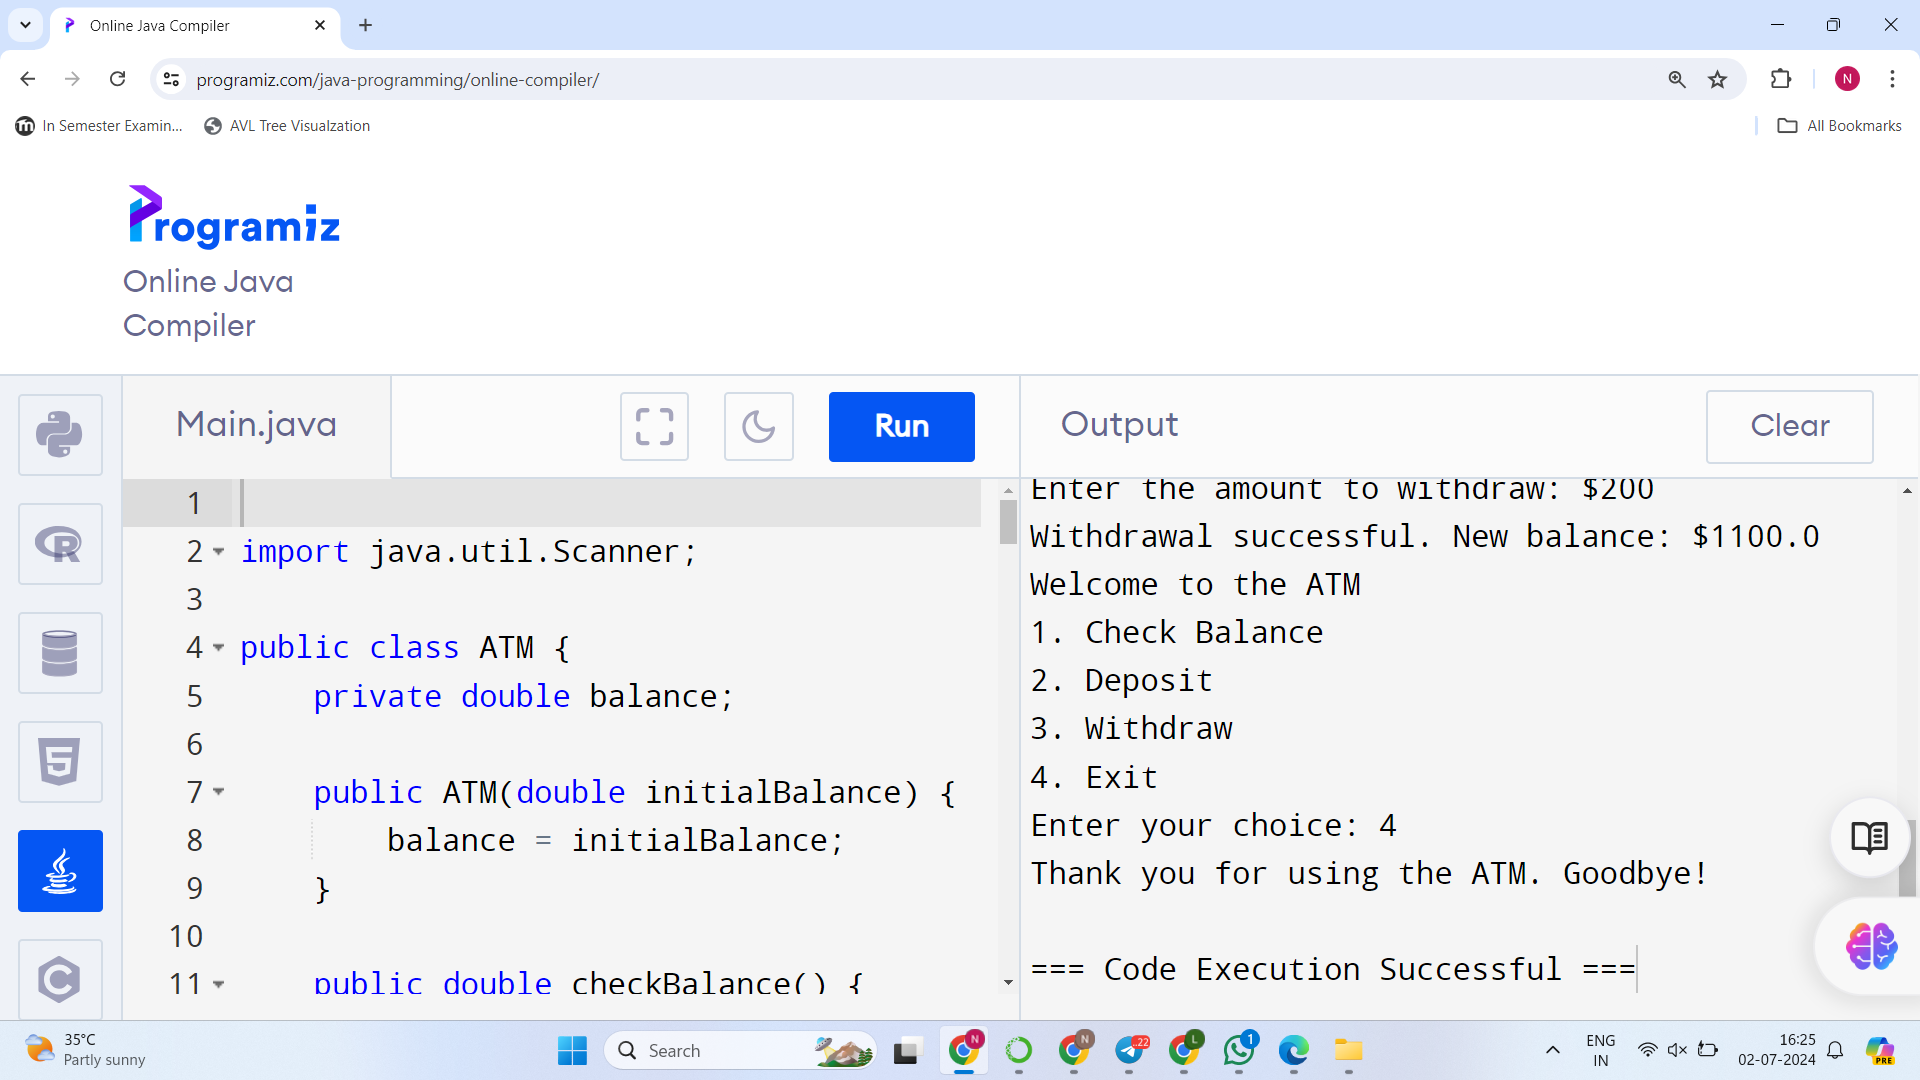 Online Java Compiler
programiz.com/java-programming/online-compiler/
N
In Semester Examin...
AVL Tree Visualzation
All Bookmarks
Programiz
Online Java
Compiler
Main.java
Run
Output
Clear
1
2 import java.util.Scanner;
3
4 public class ATM {
5 private double balance;
6
7 public ATM(double initialBalance) {
8 balance = initialBalance;
9 }
10
11 public double checkBalance() {
Enter the amount to withdraw: $200
Withdrawal successful. New balance: $1100.0
Welcome to the ATM
1. Check Balance
2. Deposit
3. Withdraw
4. Exit
Enter your choice: 4
Thank you for using the ATM. Goodbye!
=== Code Execution Successful ===
35°C
Partly sunny
Search
N
N
..22
L
1
ENG
IN
16:25
02-07-2024
PRE